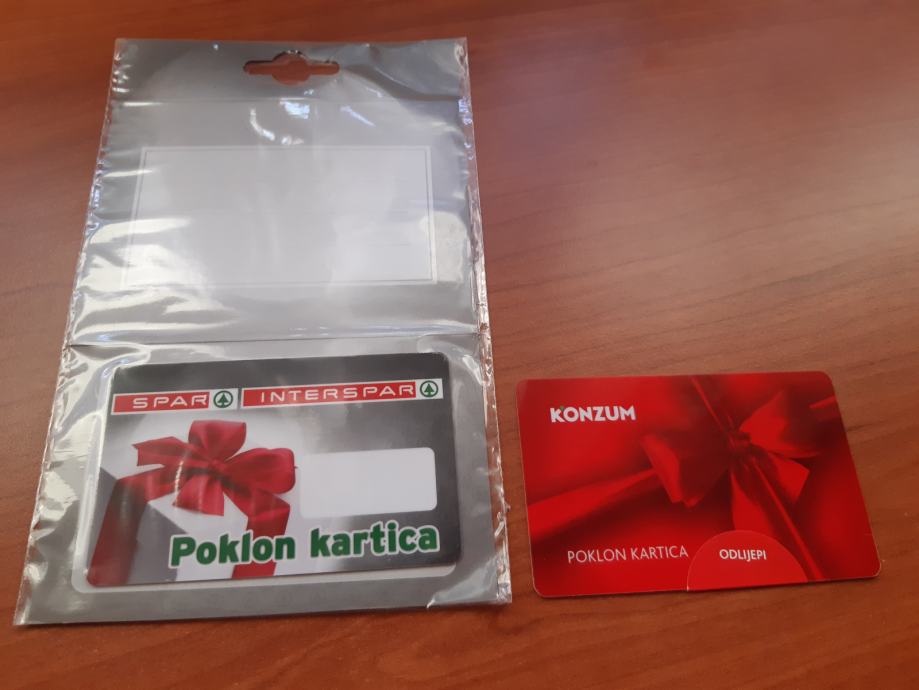 SPAR INTERSPAR
Poklon kartica
KONZUM
POKLON KARTICA
ODLIJEPI